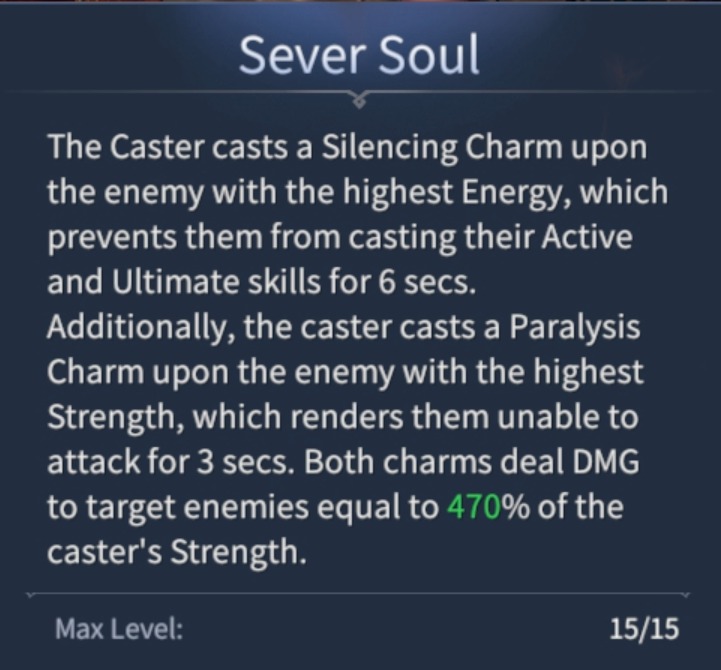 Sever Soul
The Caster casts a Silencing Charm upon
the enemy with the highest Energy, which
prevents them from casting their Active
and Ultimate skills for 6 secs.
Additionally, the caster casts a Paralysis
Charm upon the enemy with the highest
Strength, which renders them unable to
attack for 3 secs. Both charms deal DMG
to target enemies equal to 470% of the
caster's Strength.
Max Level: 15/15